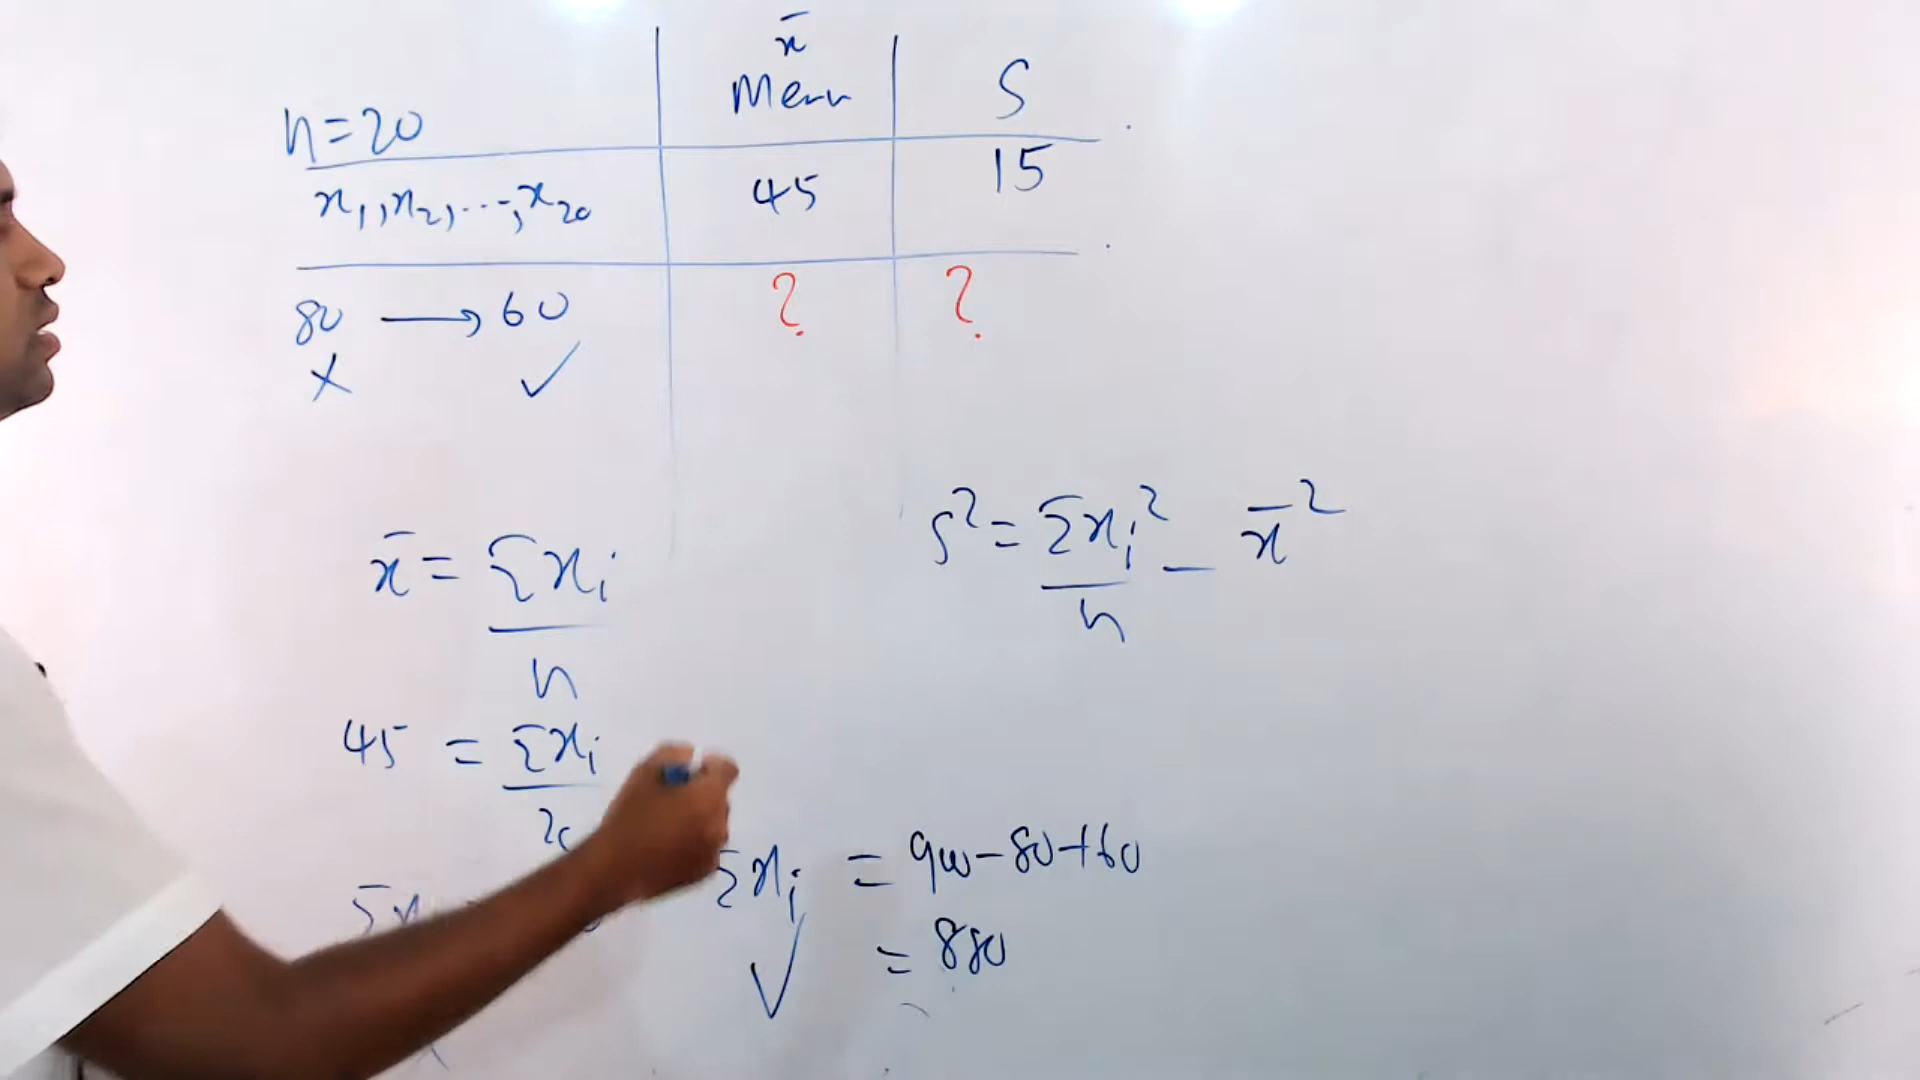 x̄
n=20 Mean S
x₁,x₂,...,x₂₀ 45 15
80 → 60 ? ?
✗ ✓
x̄ = Σxᵢ/n
S² = Σxᵢ²/n - x̄²
45 = Σxᵢ/20
Σxᵢ = 900-80+60
✓ = 880